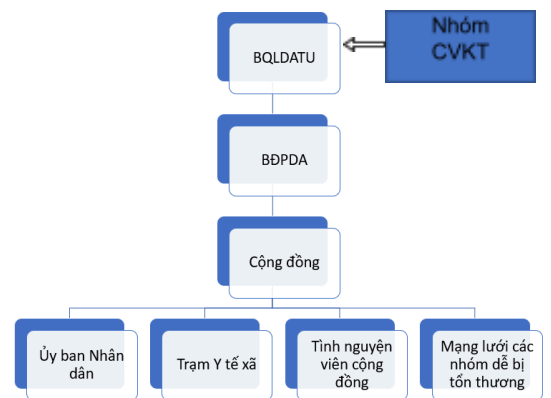 Nhóm
CVKT
BQLDATU
BĐPDA
Cộng đồng
Ủy ban Nhân
dân
Trạm Y tế xã
Tình nguyện
viên cộng
đồng
Mạng lưới các
nhóm dễ bị
tổn thương